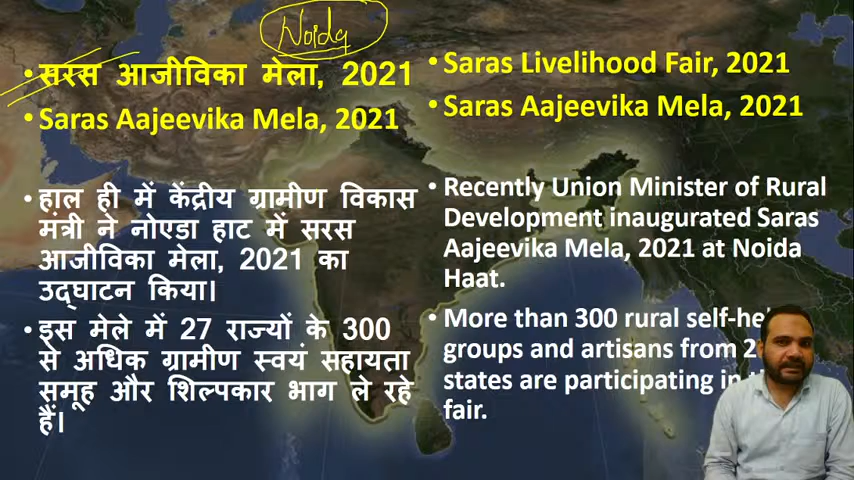 Noida
•सरस आजीविका मेला, 2021
•Saras Aajeevika Mela, 2021
•हाल ही में केंद्रीय ग्रामीण विकास
मंत्री ने नोएडा हाट में सरस
आजीविका मेला, 2021 का
उद्घाटन किया।
•इस मेले में 27 राज्यों के 300
से अधिक ग्रामीण स्वयं सहायता
समूह और शिल्पकार भाग ले रहे
हैं।
•Saras Livelihood Fair, 2021
•Saras Aajeevika Mela, 2021
•Recently Union Minister of Rural
Development inaugurated Saras
Aajeevika Mela, 2021 at Noida
Haat.
•More than 300 rural self-
groups and artisans from
states are participating in
fair.